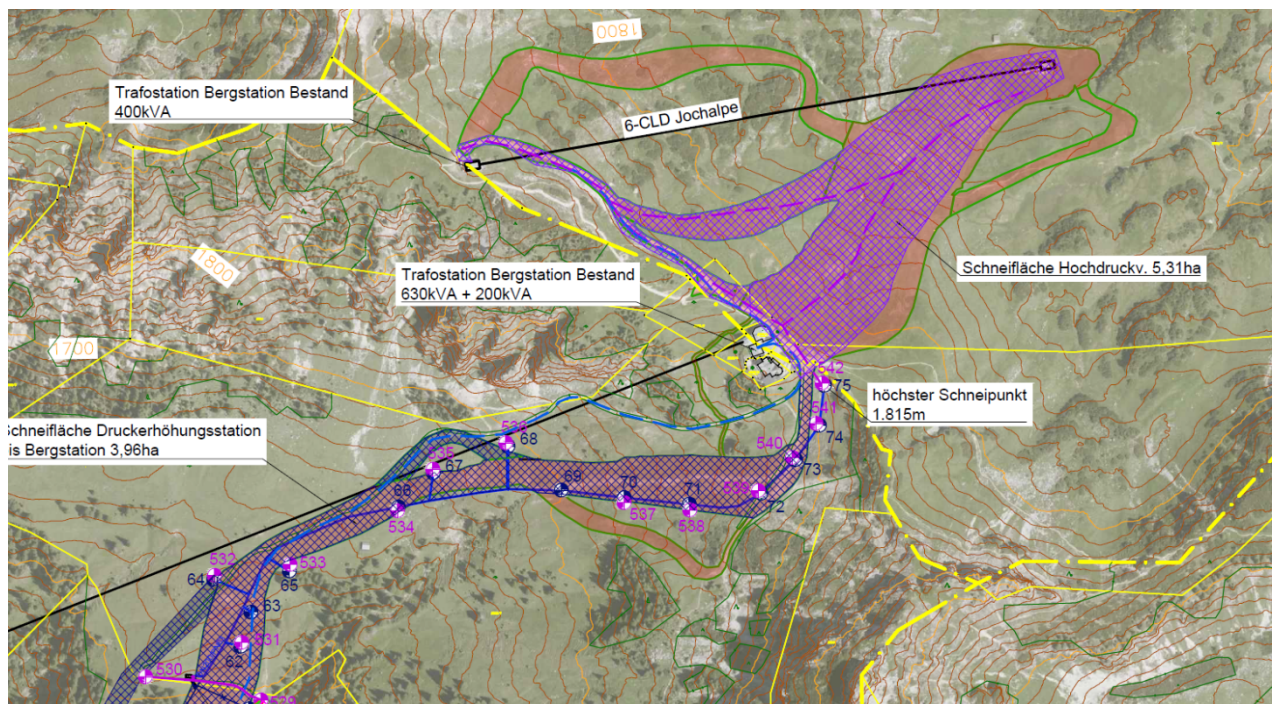 1800
Trafostation Bergstation Bestand
400kVA
6-CLD Jochalpe
1800
Trafostation Bergstation Bestand
630kVA + 200kVA
Schneifläche Hochdruckv. 5,31ha
1700
542
75
höchster Schneipunkt
1.815m
541
74
Schneifläche Druckerhöhungsstation
is Bergstation 3,96ha
68
540
73
535
67
69
70
71
72
66
534
537
538
532
533
64
65
63
531
62
530